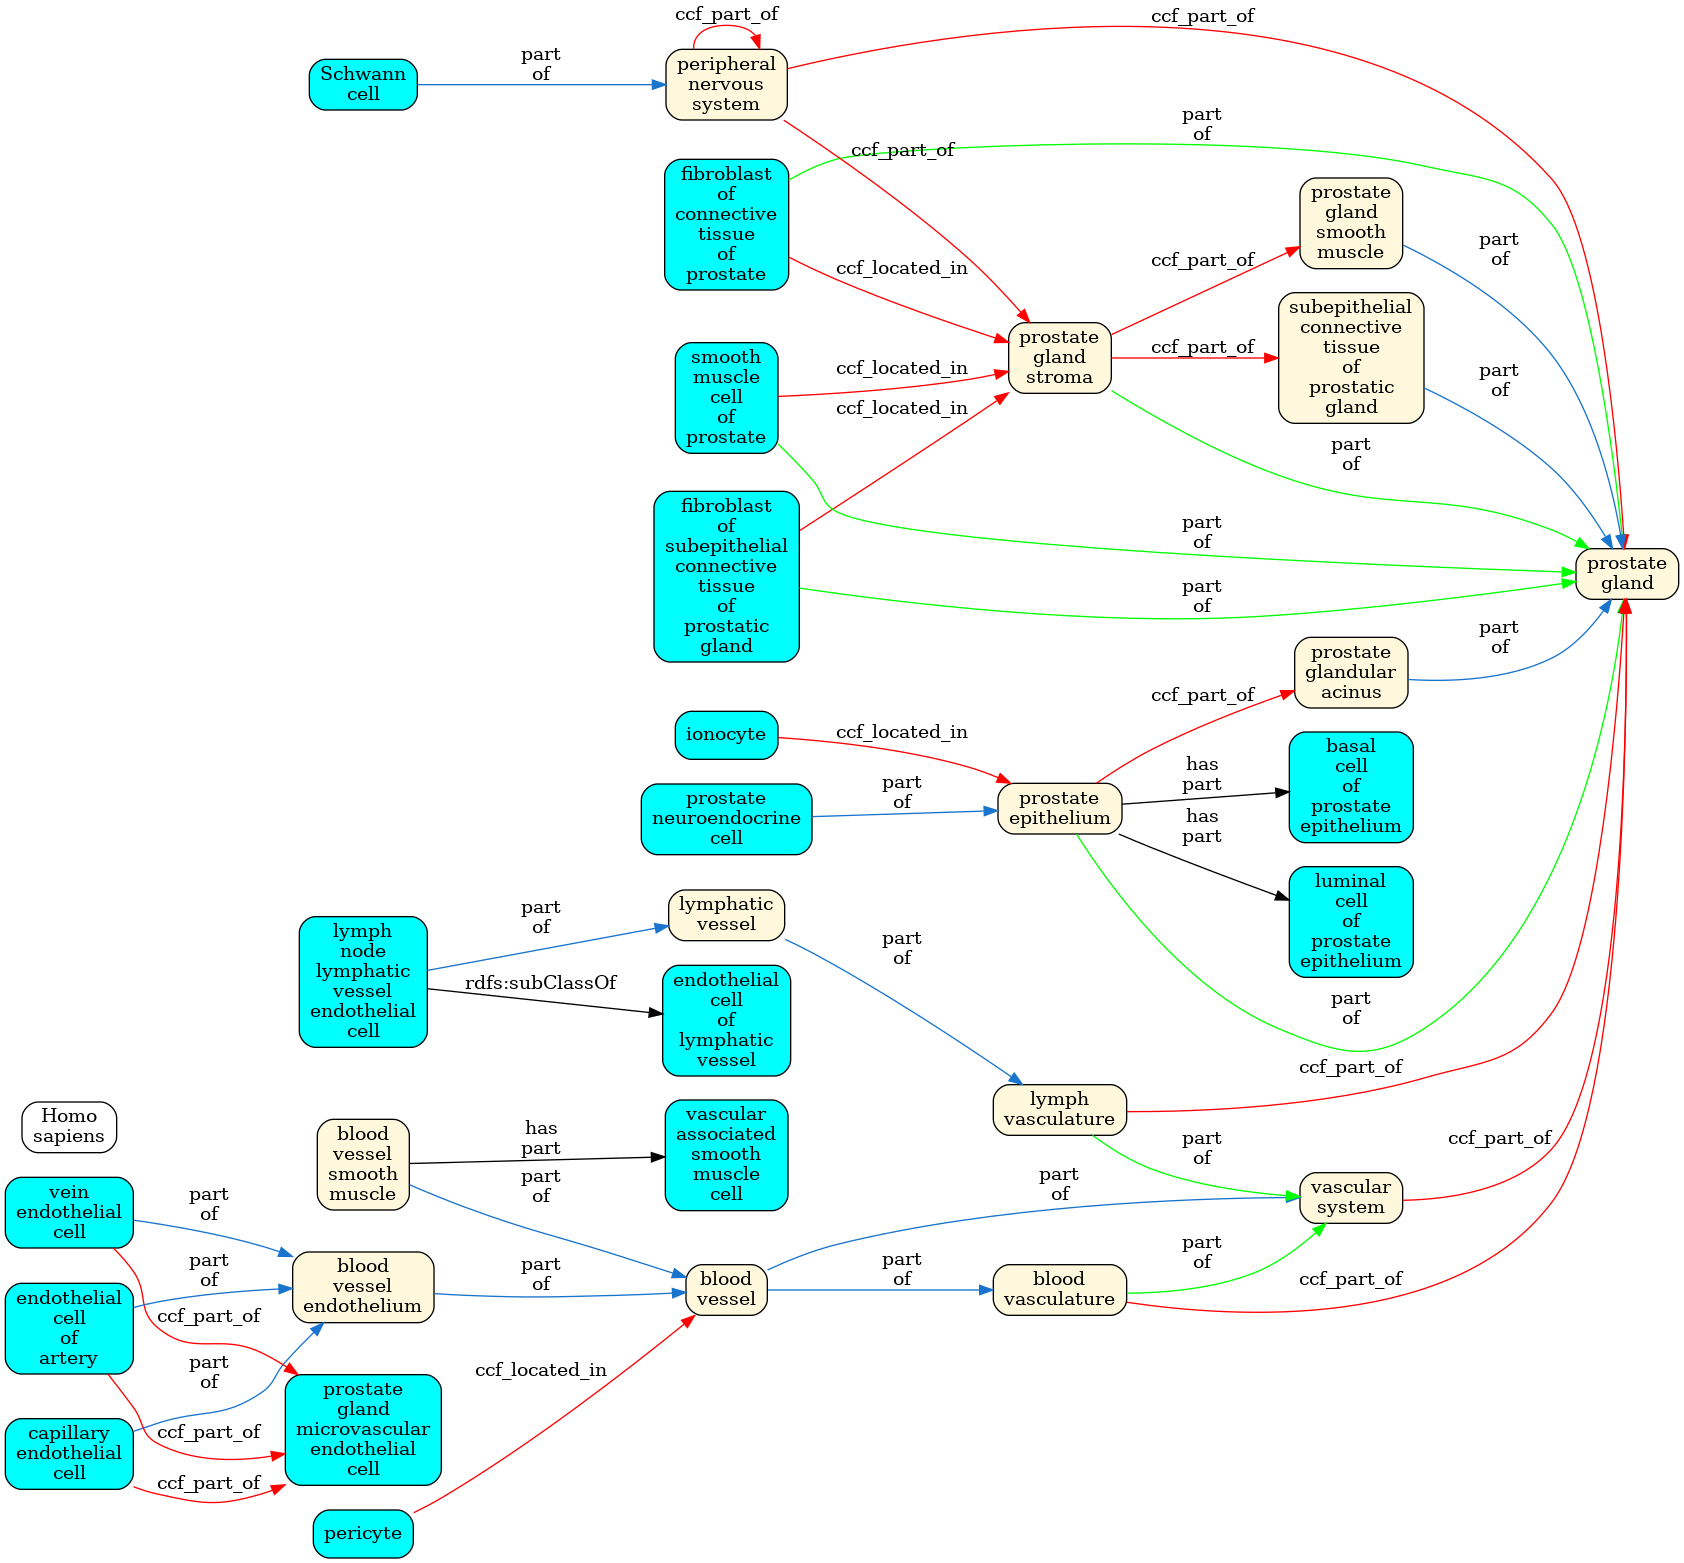 ccf_part_of
ccf_part_of
Schwann
cell
part
of
peripheral
nervous
system
ccf_part_of
part
of
fibroblast
of
connective
tissue
of
prostate
ccf_located_in
prostate
gland
smooth
muscle
part
of
ccf_part_of
subepithelial
connective
tissue
of
prostatic
gland
part
of
ccf_part_of
prostate
gland
stroma
smooth
muscle
cell
of
prostate
ccf_located_in
ccf_located_in
part
of
fibroblast
of
subepithelial
connective
tissue
of
prostatic
gland
part
of
part
of
prostate
gland
prostate
glandular
acinus
part
of
ccf_part_of
ionocyte
ccf_located_in
prostate
neuroendocrine
cell
part
of
prostate
epithelium
has
part
basal
cell
of
prostate
epithelium
has
part
luminal
cell
of
prostate
epithelium
part
of
lymph
node
lymphatic
vessel
endothelial
cell
part
of
lymphatic
vessel
part
of
rdfs:subClassOf
endothelial
cell
of
lymphatic
vessel
ccf_part_of
lymph
vasculature
part
of
Homo
sapiens
blood
vessel
smooth
muscle
has
part
vascular
associated
smooth
muscle
cell
part
of
part
of
vascular
system
ccf_part_of
vein
endothelial
cell
part
of
endothelial
cell
of
artery
part
of
blood
vessel
endothelium
part
of
blood
vessel
part
of
blood
vasculature
part
of
ccf_part_of
ccf_part_of
capillary
endothelial
cell
part
of
ccf_part_of
ccf_part_of
prostate
gland
microvascular
endothelial
cell
ccf_located_in
pericyte